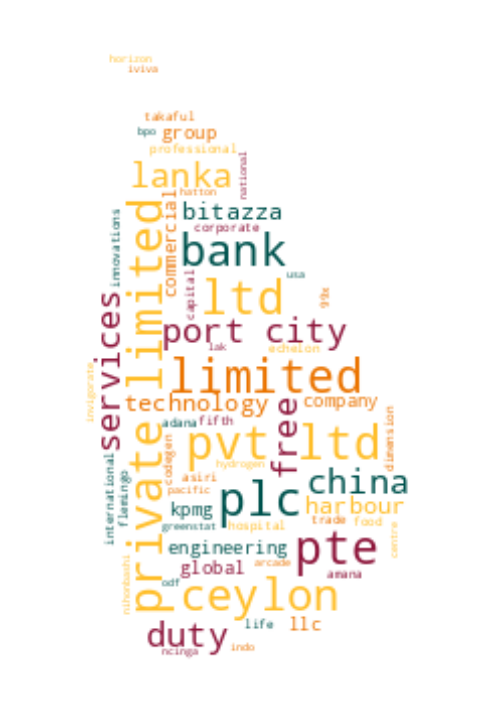 horizon
iviva
takaful
bpo
group
professional
national
lanka
hatton
commercial
bitazza
corporate
innovations
bank
usa
capital
ltd
99x
private limited
services
port city
lak
echelon
limited
invigorate
technology
company
free
adana
fifth
dimension
pvt ltd
codegen
hydrogen
international
flemingo
asiri
pacific
plc
china
kpmg
harbour
greenstat
hospital
trade
food
centre
engineering
pte
global
arcade
amana
nihonbashi
odf
ceylon
life
llc
duty
ncinga
indo